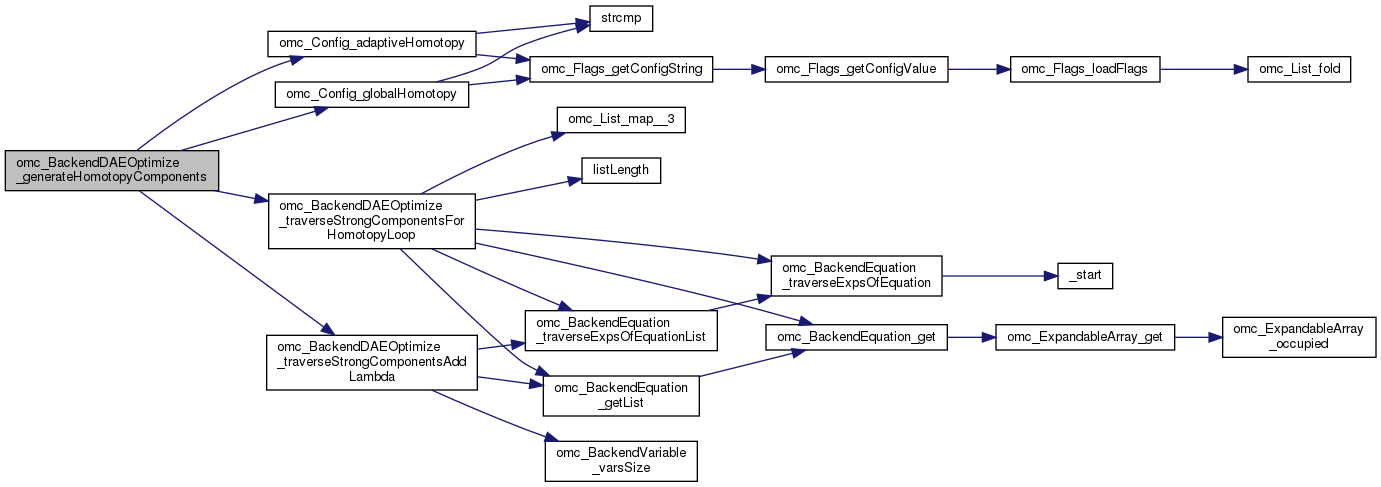 omc_BackendDAEOptimize
_generateHomotopyComponents
omc_Config_adaptiveHomotopy
strcmp
omc_Flags_getConfigString
omc_Flags_getConfigValue
omc_Flags_loadFlags
omc_List_fold
omc_Config_globalHomotopy
omc_BackendDAEOptimize
_traverseStrongComponentsFor
HomotopyLoop
omc_List_map__3
listLength
omc_BackendEquation
_traverseExpsOfEquation
_start
omc_BackendEquation
_traverseExpsOfEquationList
omc_BackendEquation_get
omc_ExpandableArray_get
omc_ExpandableArray
_occupied
omc_BackendEquation
_getList
omc_BackendDAEOptimize
_traverseStrongComponentsAdd
Lambda
omc_BackendVariable
_varsSize